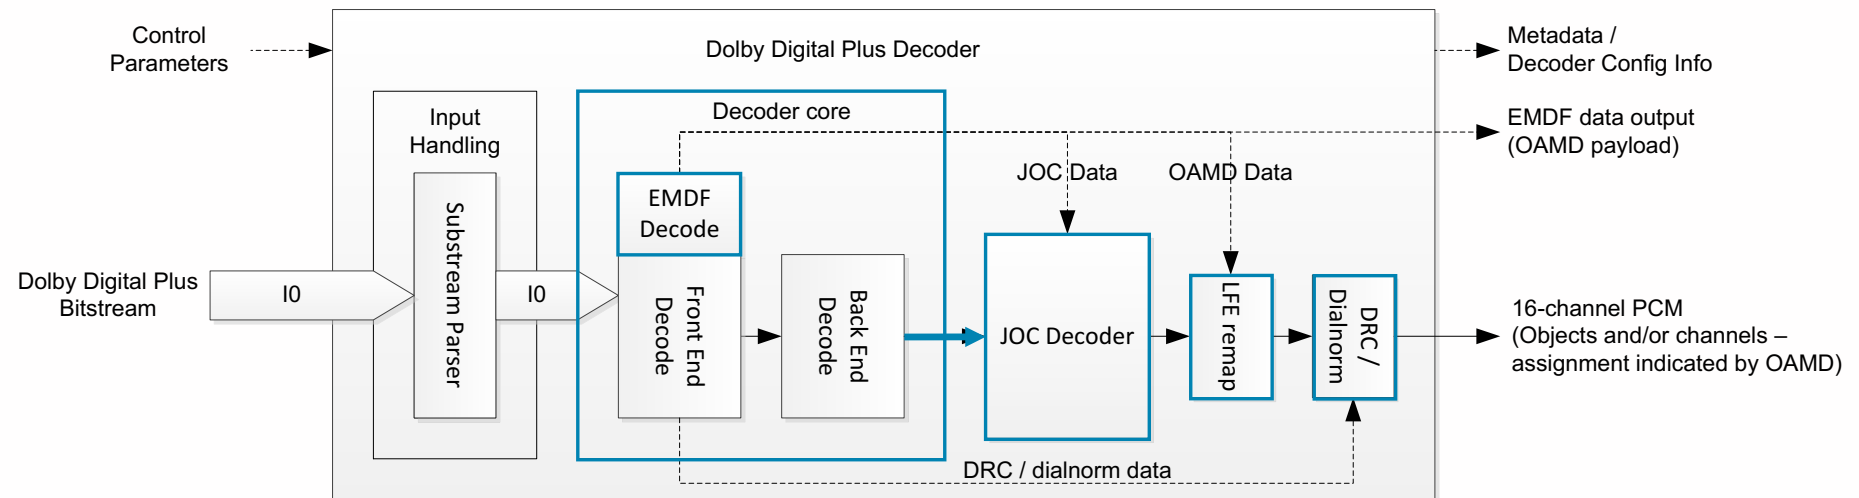 Control
Parameters
Dolby Digital Plus Decoder
Metadata /
Decoder Config Info
Input
Handling
Decoder core
EMDF data output
(OAMD payload)
JOC Data
OAMD Data
EMDF
Decode
Substream Parser
Dolby Digital Plus
Bitstream
I0
I0
Front End
Decode
Back End
Decode
JOC Decoder
LFE remap
DRC /
Dialnorm
16-channel PCM
(Objects and/or channels –
assignment indicated by OAMD)
DRC / dialnorm data